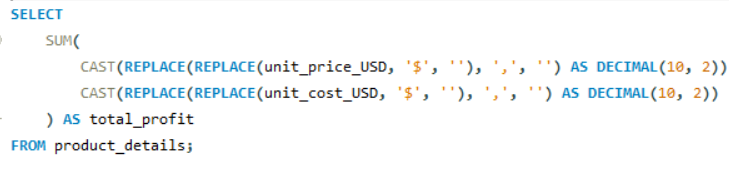 SELECT
SUM(
CAST(REPLACE(REPLACE(unit_price_USD, '$', ''), ',', '') AS DECIMAL(10, 2))
CAST(REPLACE(REPLACE(unit_cost_USD, '$', ''), ',', '') AS DECIMAL(10, 2))
) AS total_profit
FROM product_details;